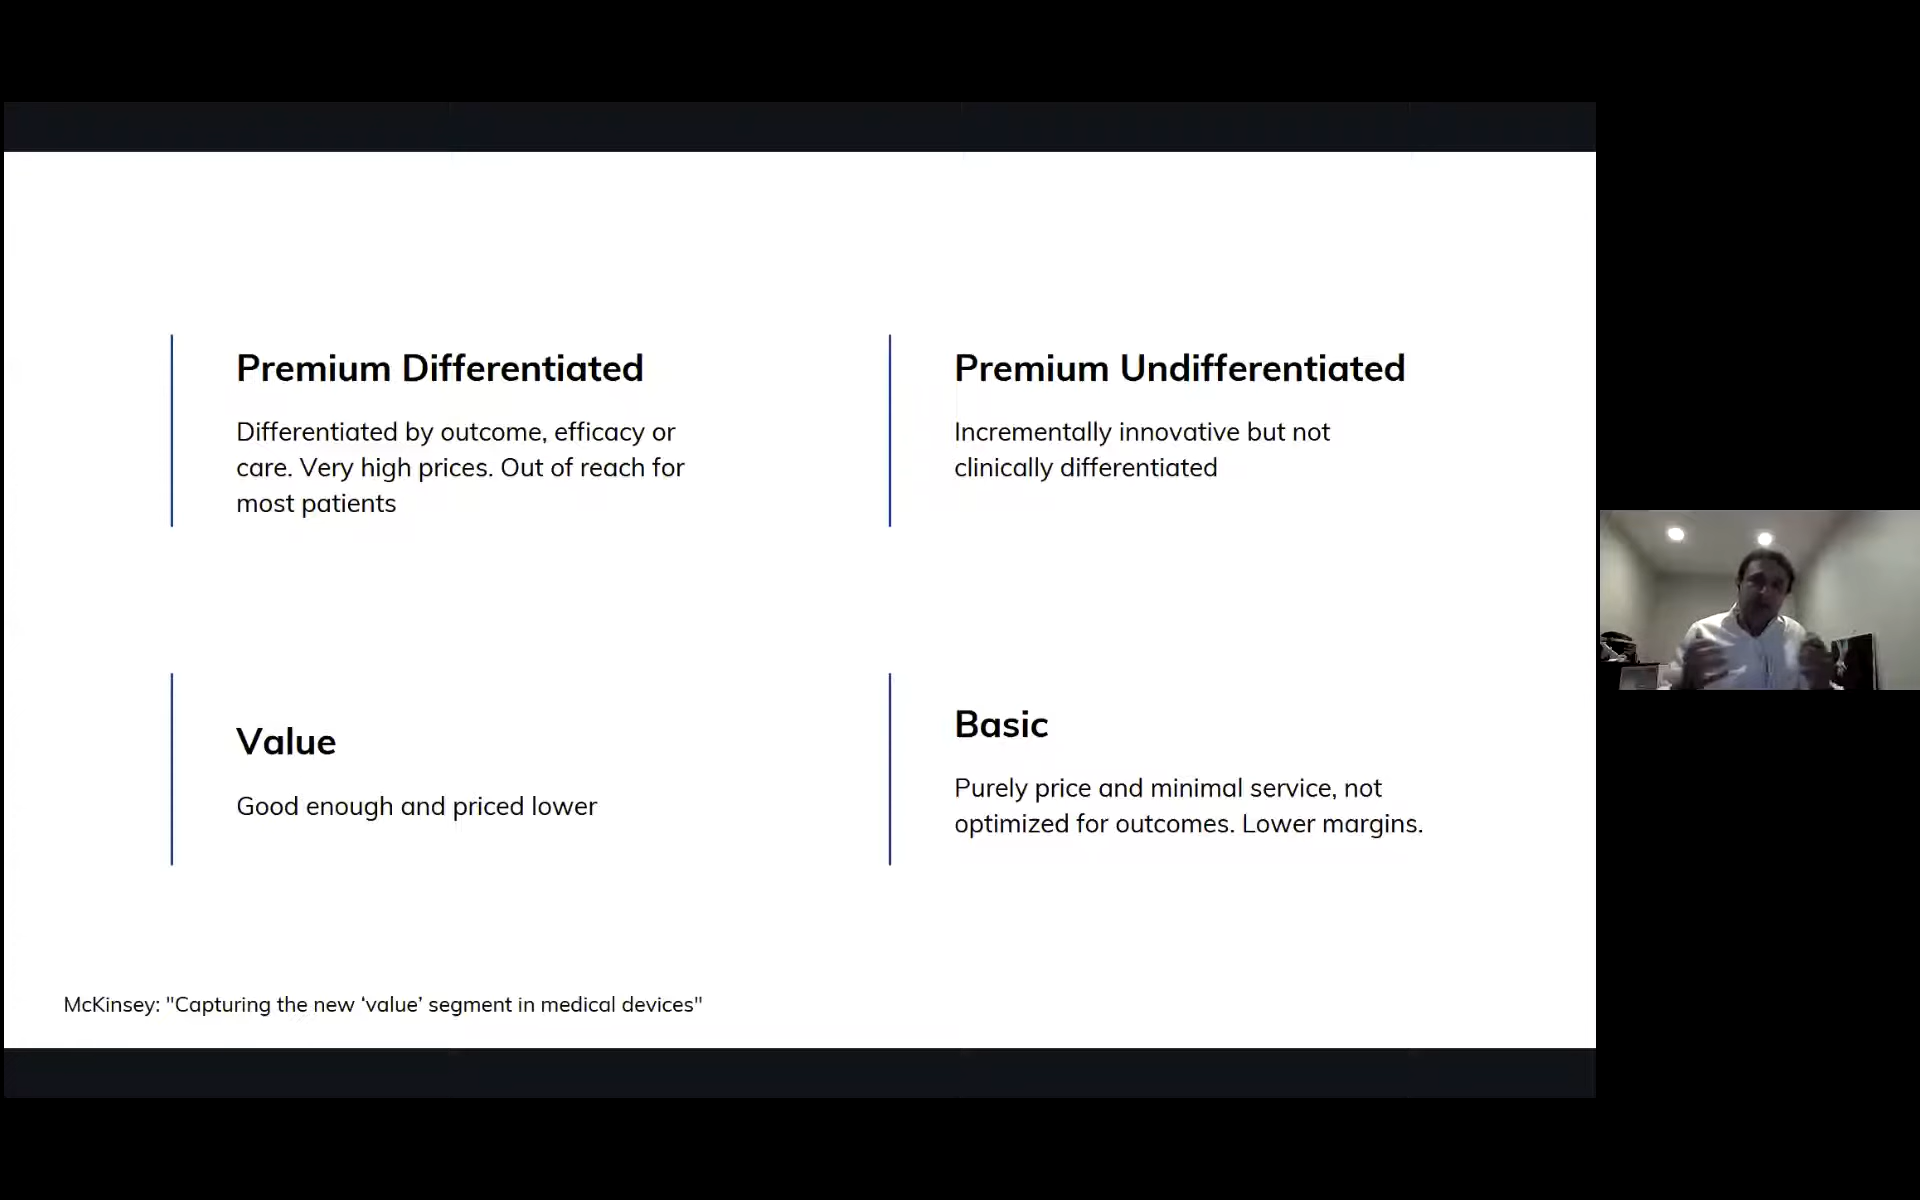 Premium Differentiated
Differentiated by outcome, efficacy or
care. Very high prices. Out of reach for
most patients
Premium Undifferentiated
Incrementally innovative but not
clinically differentiated
Value
Good enough and priced lower
Basic
Purely price and minimal service, not
optimized for outcomes. Lower margins.
McKinsey: "Capturing the new ‘value’ segment in medical devices"